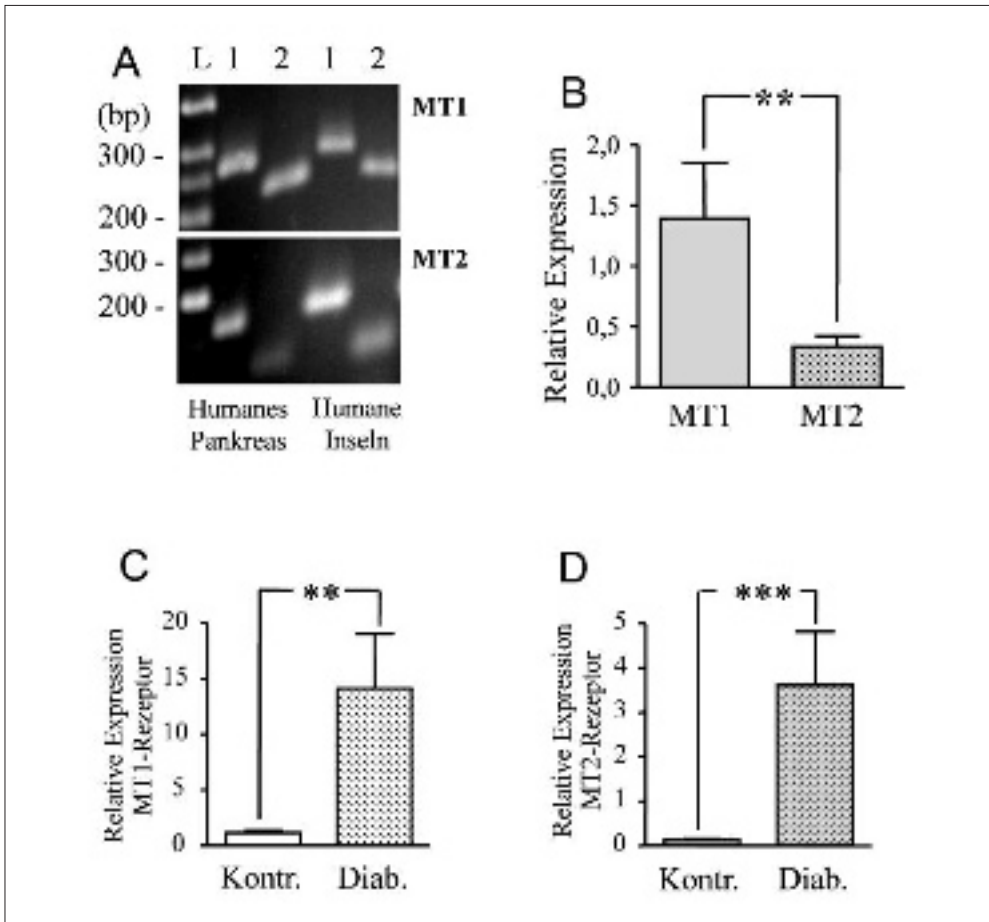 A
L 1 2 1 2
(bp)
MT1
300 -
200 -
MT2
300 -
200 -
Humanes Humane
Pankreas Inseln
B
**
Relative Expression
2,0
1,5
1,0
0,5
0,0
MT1 MT2
C
**
Relative Expression
MT1-Rezeptor
20
15
10
5
0
Kontr. Diab.
D
***
Relative Expression
MT2-Rezeptor
5
4
3
2
1
0
Kontr. Diab.